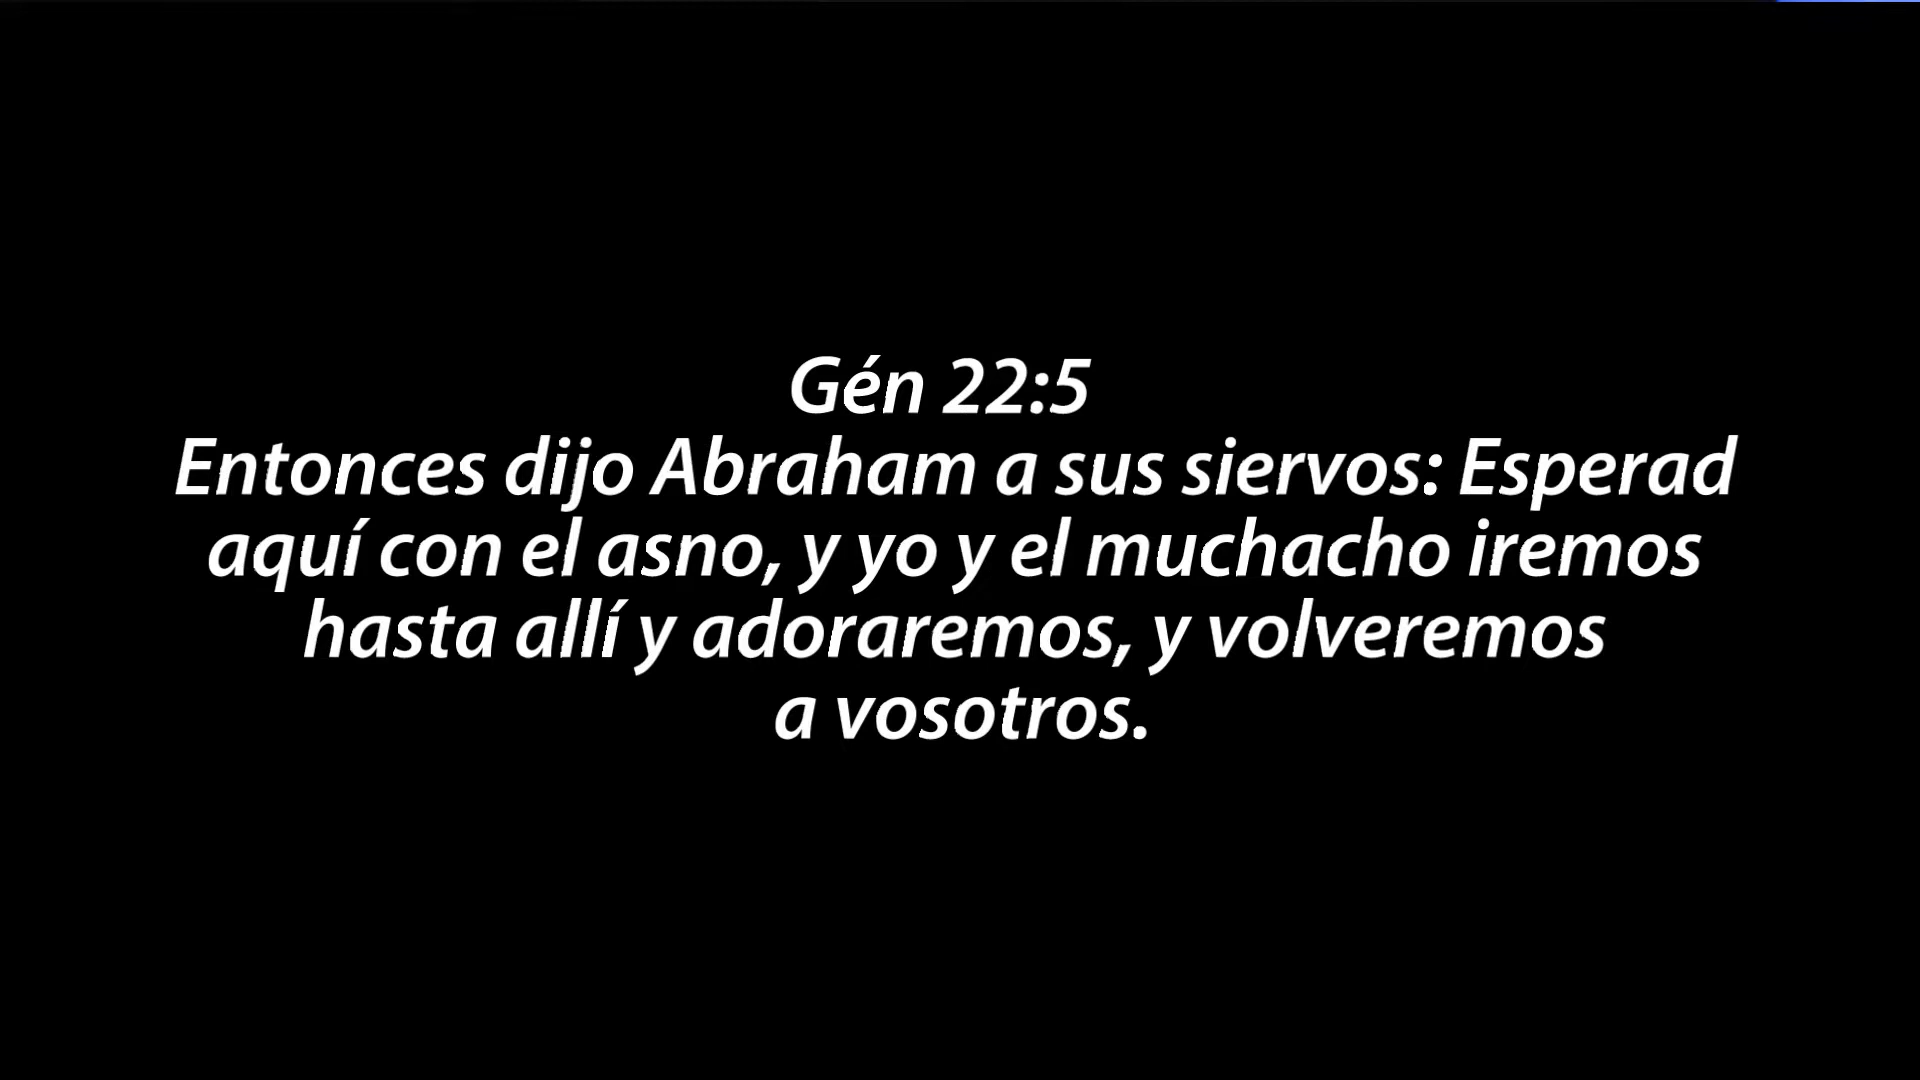 Gén 22:5
Entonces dijo Abraham a sus siervos: Esperad
aquí con el asno, y yo y el muchacho iremos
hasta allí y adoraremos, y volveremos
a vosotros.